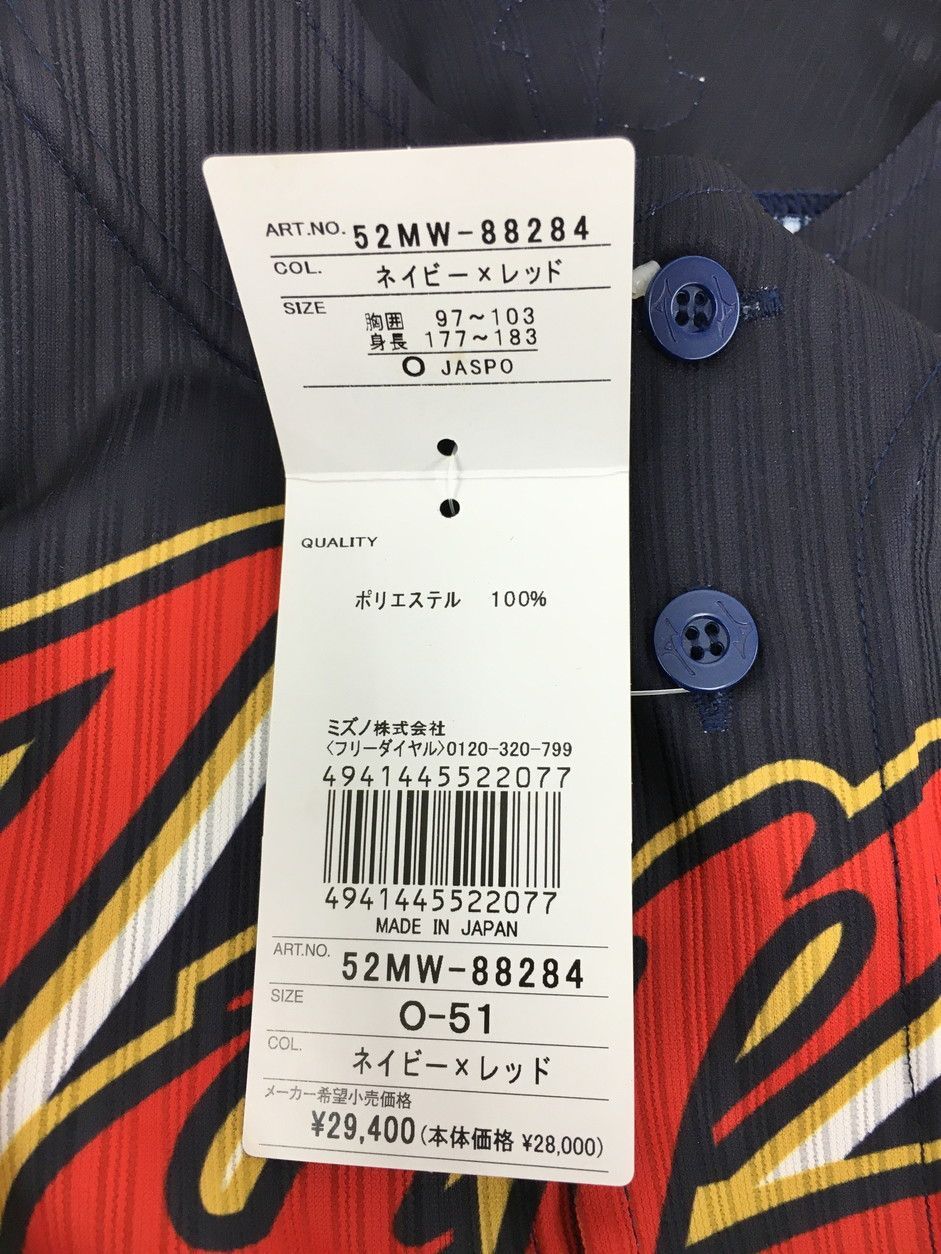 ART.NO. 52MW-88284
COL. ネイビー×レッド
SIZE
胸囲 97～103
身長 177～183
O JASPO
QUALITY
ポリエステル 100%
ミズノ株式会社
〈フリーダイヤル〉0120-320-799
4941445522077
4941445522077
MADE IN JAPAN
ART.NO. 52MW-88284
SIZE O-51
COL. ネイビー×レッド
メーカー希望小売価格
¥29,400(本体価格 ¥28,000)